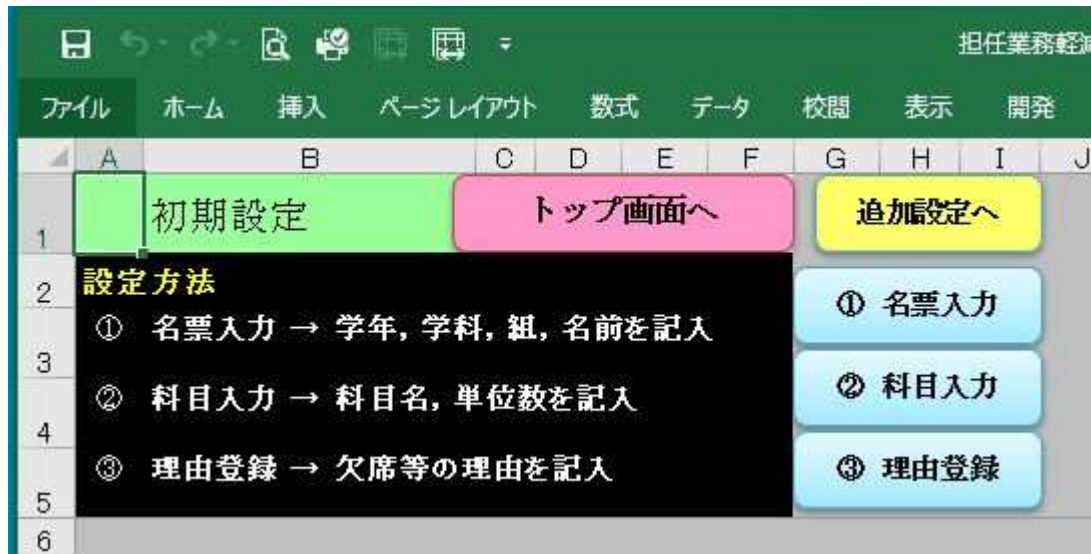 担任業務軽減
ファイル ホーム 挿入 ページ レイアウト 数式 データ 校閲 表示 開発
A B C D E F G H I J
1 初期設定 トップ画面へ 追加設定へ
2 設定方法
① 名票入力 → 学年, 学科, 組, 名前を記入 ① 名票入力
3
② 科目入力 → 科目名, 単位数を記入 ② 科目入力
4
③ 理由登録 → 欠席等の理由を記入 ③ 理由登録
5
6